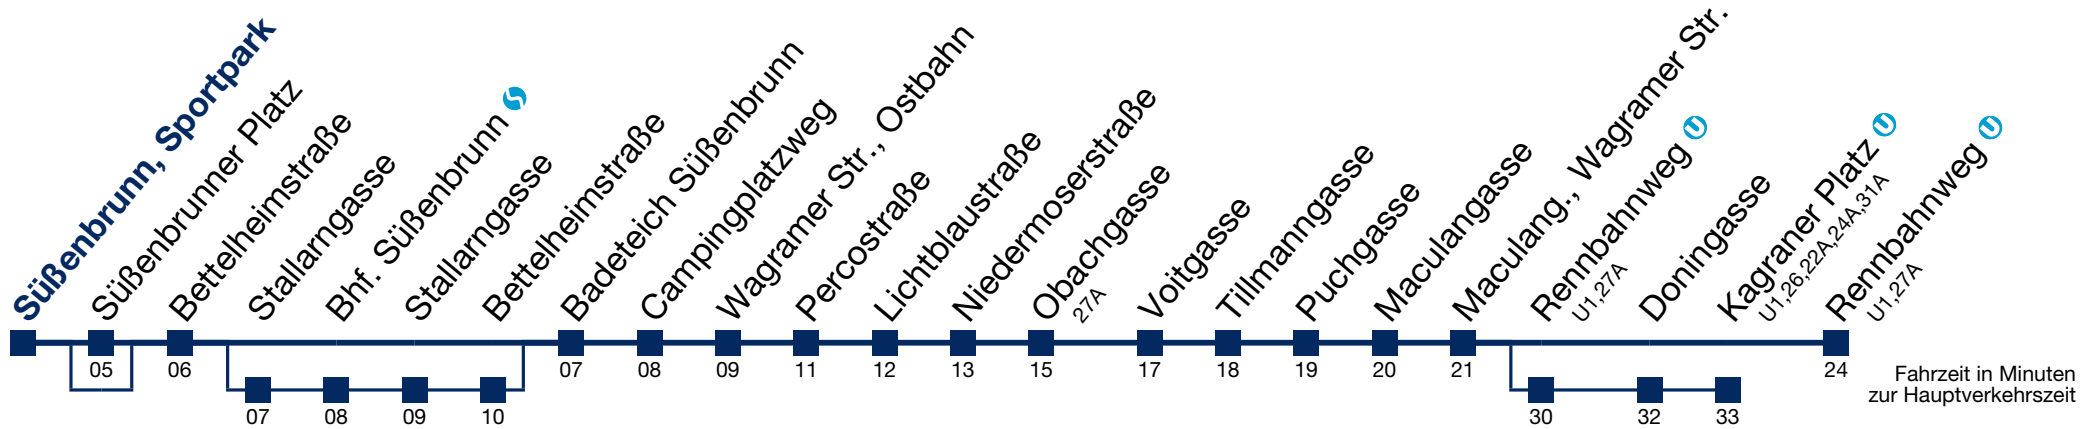 Süßenbrunn, Sportpark
Süßenbrunner Platz
Bettelheimstraße
Stallarngasse
Bhf. Süßenbrunn
Stallarngasse
Bettelheimstraße
Badeteich Süßenbrunn
Campingplatzweg
Wagramer Str., Ostbahn
Percostraße
Lichtblaustraße
Niedermoserstraße
Obachgasse
27A
Voitgasse
Tillmanngasse
Puchgasse
Maculangasse
Maculang., Wagramer Str.
Rennbahnweg
U1,27A
Doningasse
Kagraner Platz
U1,26,22A,24A,31A
Rennbahnweg
U1,27A
05
06
07
08
09
11
12
13
15
17
18
19
20
21
24
07
08
09
10
30
32
33
Fahrzeit in Minuten
zur Hauptverkehrszeit